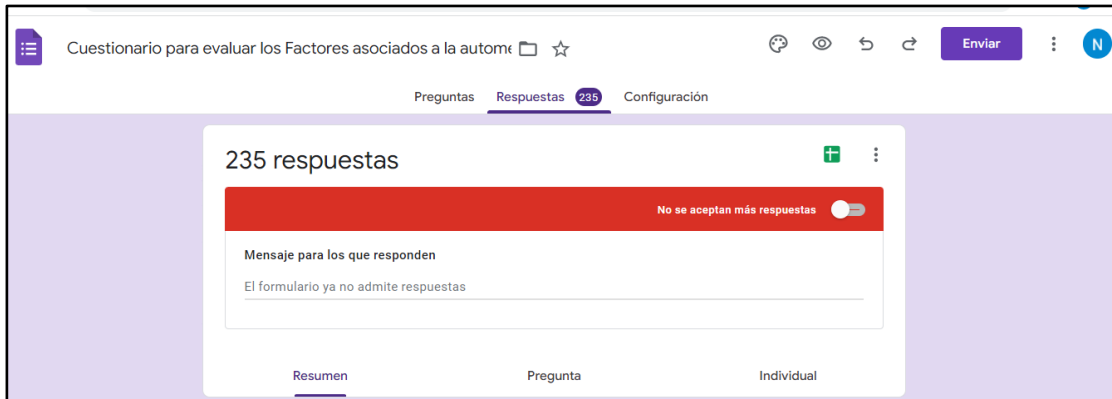 Cuestionario para evaluar los Factores asociados a la autome
Enviar
N
Preguntas Respuestas 235 Configuración
235 respuestas
No se aceptan más respuestas
Mensaje para los que responden
El formulario ya no admite respuestas
Resumen Pregunta Individual